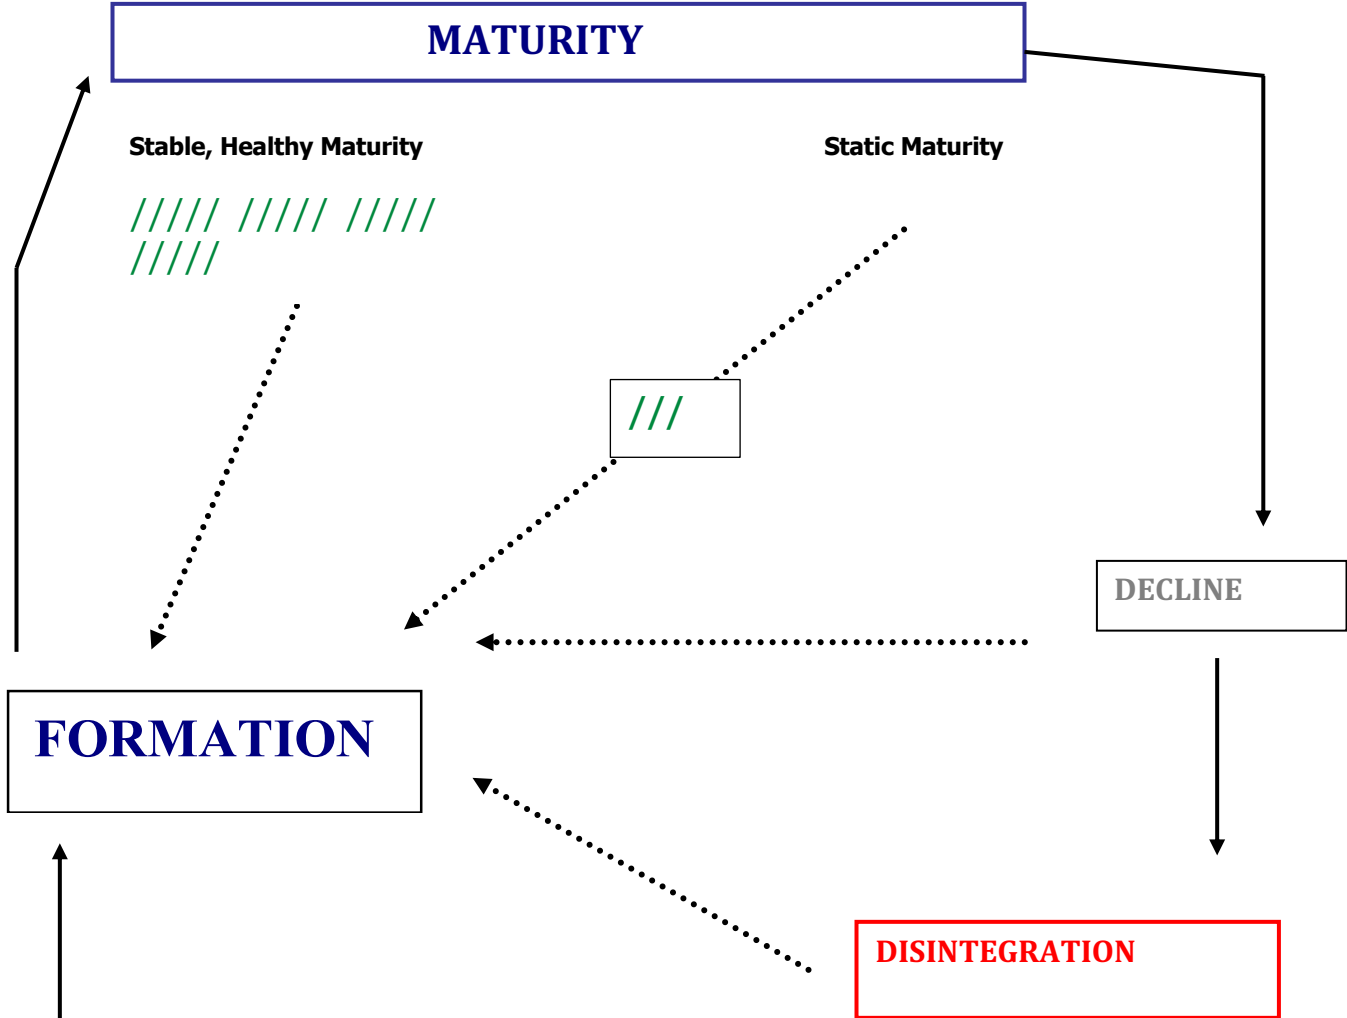 MATURITY
Stable, Healthy Maturity
Static Maturity
///// ///// /////
/////
///
DECLINE
FORMATION
DISINTEGRATION